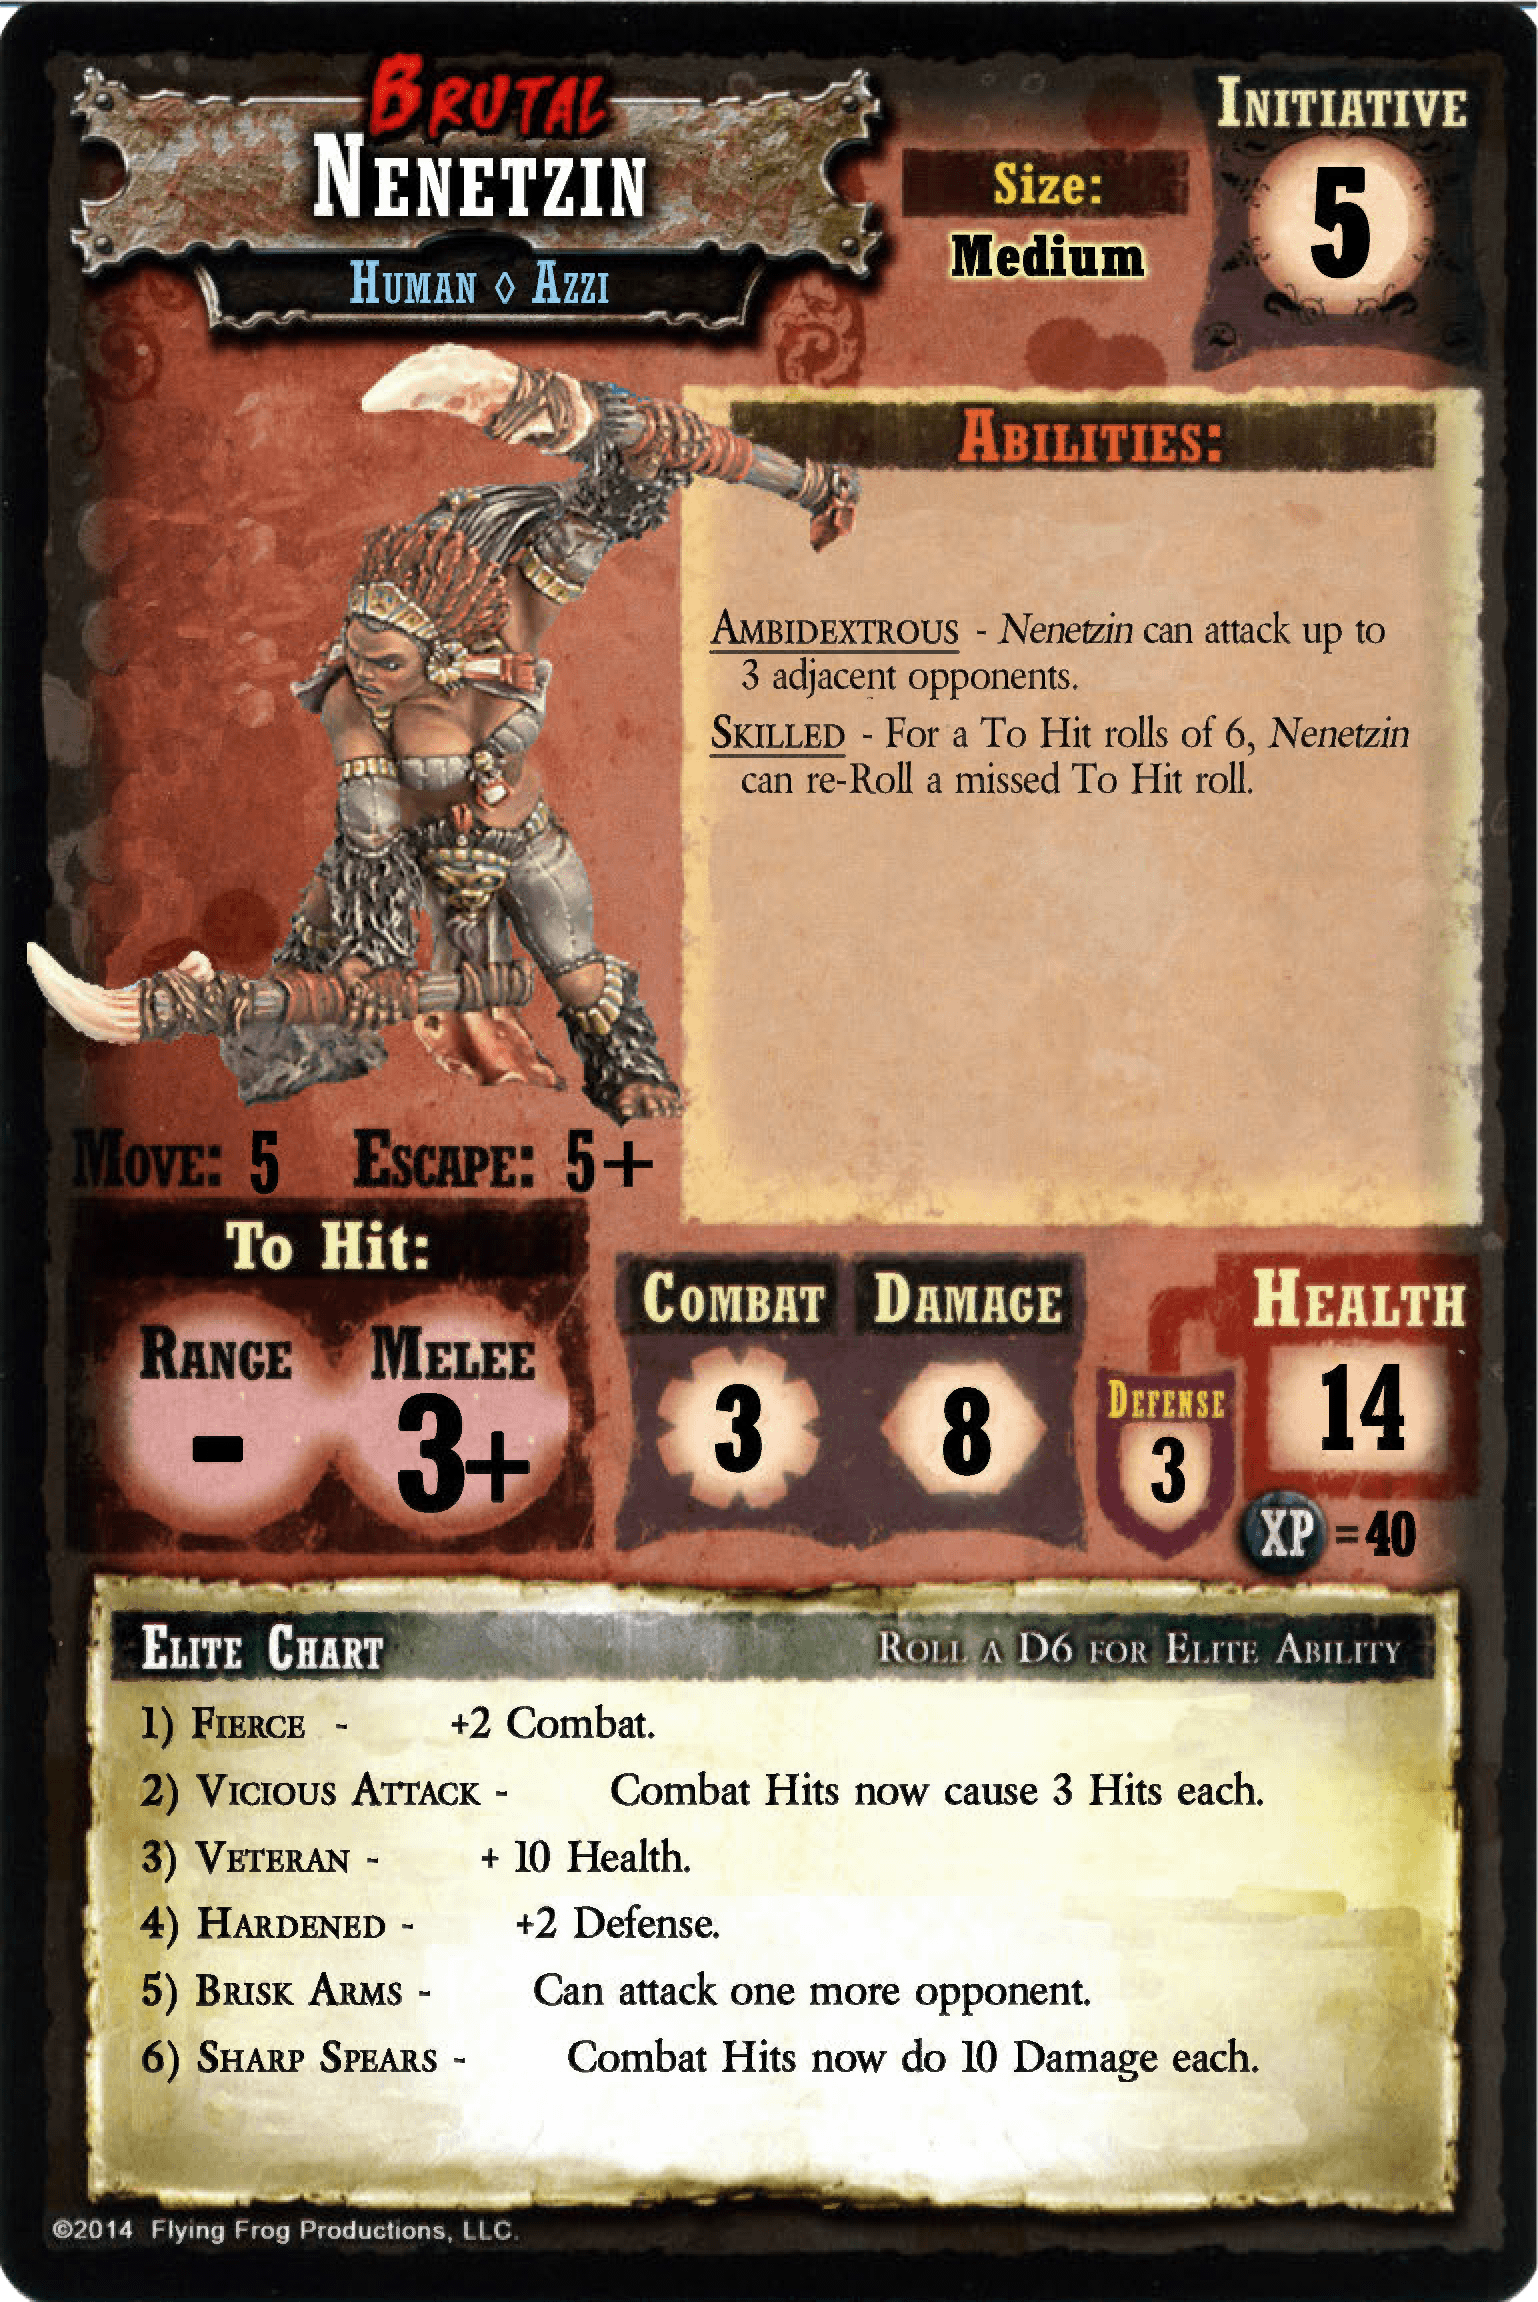 BRUTAL
NENETZIN
HUMAN ◊ AZZI
Size:
Medium
INITIATIVE
5
ABILITIES:
AMBIDEXTROUS - Nenetzin can attack up to
3 adjacent opponents.
SKILLED - For a To Hit rolls of 6, Nenetzin
can re-Roll a missed To Hit roll.
MOVE: 5 ESCAPE: 5+
To Hit:
RANGE
-
MELEE
3+
COMBAT
3
DAMAGE
8
DEFENSE
3
HEALTH
14
XP =40
ELITE CHART ROLL A D6 FOR ELITE ABILITY
1) FIERCE - +2 Combat.
2) VICIOUS ATTACK - Combat Hits now cause 3 Hits each.
3) VETERAN - + 10 Health.
4) HARDENED - +2 Defense.
5) BRISK ARMS - Can attack one more opponent.
6) SHARP SPEARS - Combat Hits now do 10 Damage each.
©2014 Flying Frog Productions, LLC.